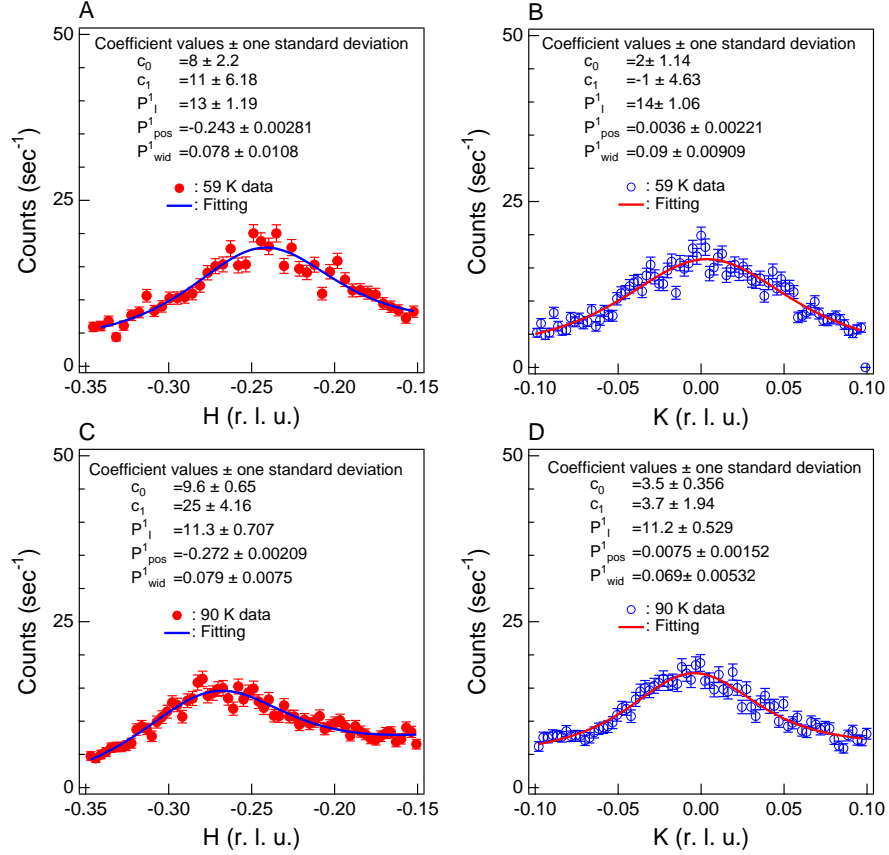 A
50
25
0
Counts (sec⁻¹)
Coefficient values ± one standard deviation
c₀ =8 ± 2.2
c₁ =11 ± 6.18
P¹ₗ =13 ± 1.19
P¹pos =-0.243 ± 0.00281
P¹wid =0.078 ± 0.0108
: 59 K data
: Fitting
-0.35 -0.30 -0.25 -0.20 -0.15
H (r. l. u.)
B
50
25
0
Counts (sec⁻¹)
Coefficient values ± one standard deviation
c₀ =2± 1.14
c₁ =-1 ± 4.63
P¹ₗ =14± 1.06
P¹pos =0.0036 ± 0.00221
P¹wid =0.09 ± 0.00909
: 59 K data
: Fitting
-0.10 -0.05 0.00 0.05 0.10
K (r. l. u.)
C
50
25
0
Counts (sec⁻¹)
Coefficient values ± one standard deviation
c₀ =9.6 ± 0.65
c₁ =25 ± 4.16
P¹ₗ =11.3 ± 0.707
P¹pos =-0.272 ± 0.00209
P¹wid =0.079 ± 0.0075
: 90 K data
: Fitting
-0.35 -0.30 -0.25 -0.20 -0.15
H (r. l. u.)
D
50
25
0
Counts (sec⁻¹)
Coefficient values ± one standard deviation
c₀ =3.5 ± 0.356
c₁ =3.7 ± 1.94
P¹ₗ =11.2 ± 0.529
P¹pos =0.0075 ± 0.00152
P¹wid =0.069± 0.00532
: 90 K data
: Fitting
-0.10 -0.05 0.00 0.05 0.10
K (r. l. u.)